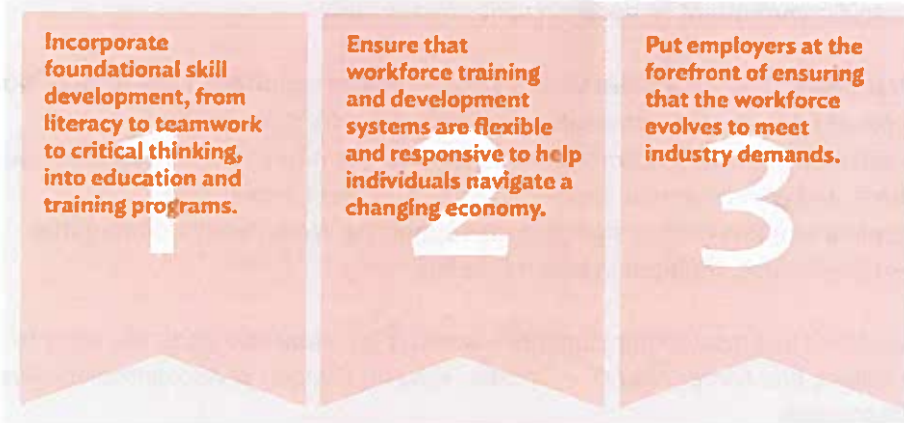 Incorporate
foundational skill
development, from
literacy to teamwork
to critical thinking,
into education and
training programs.
1
Ensure that
workforce training
and development
systems are flexible
and responsive to help
individuals navigate a
changing economy.
2
Put employers at the
forefront of ensuring
that the workforce
evolves to meet
industry demands.
3